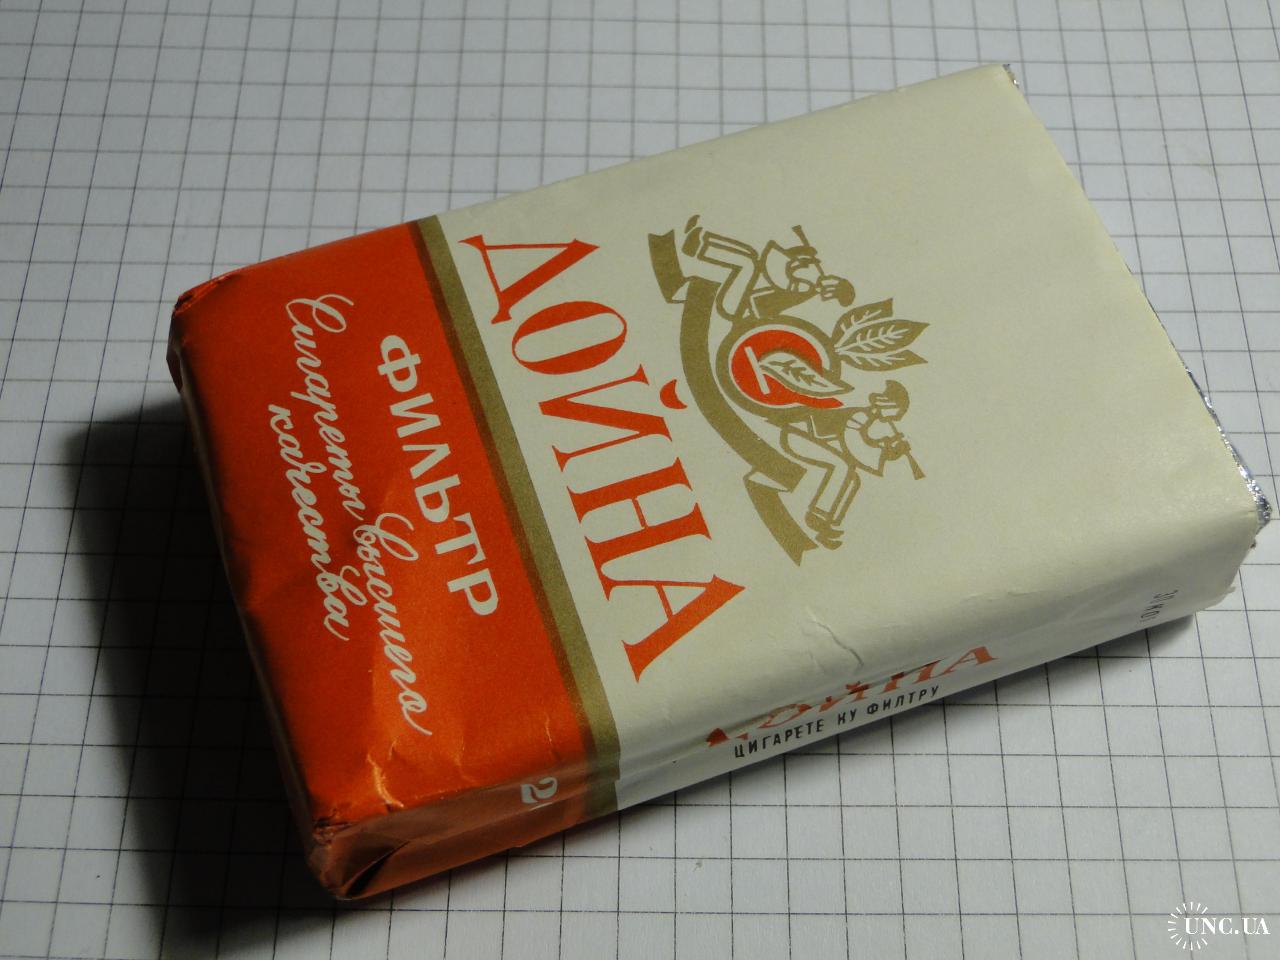 ДОЙНА
ФИЛЬТР
Сигареты высшего
качества
ДОЙНА
ЦИГАРЕТЕ КУ ФИЛТРУ
UNC.UA